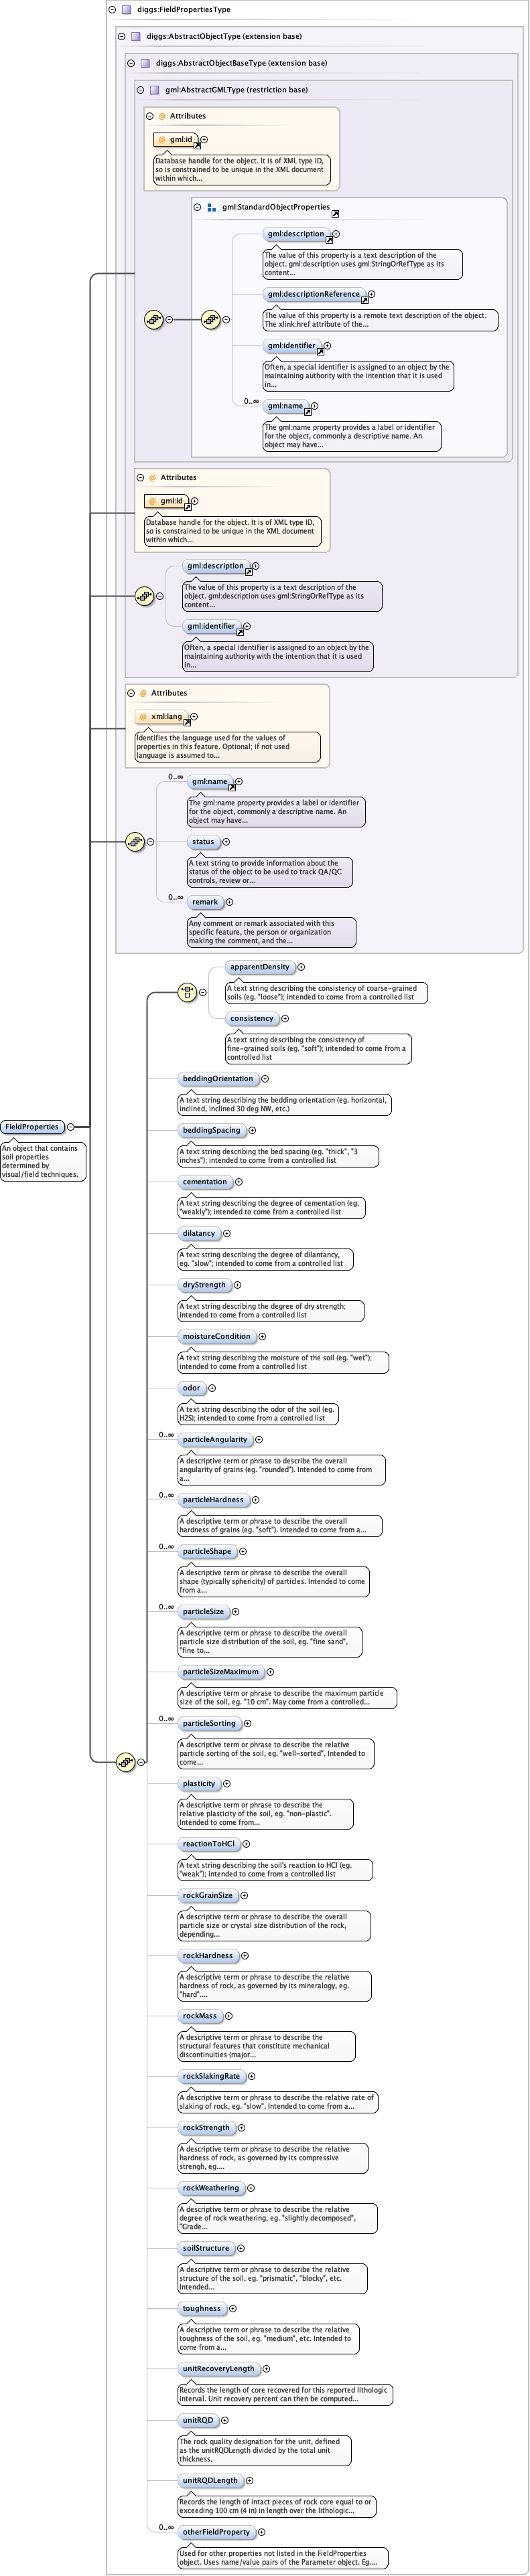 diggs:FieldPropertiesType
diggs:AbstractObjectType (extension base)
diggs:AbstractObjectBaseType (extension base)
gml:AbstractGMLType (restriction base)
@ Attributes
@ gml:id
Database handle for the object. It is of XML type ID,
so is constrained to be unique in the XML document
within which...
gml:StandardObjectProperties
gml:description
The value of this property is a text description of the
object. gml:description uses gml:StringOrRefType as its
content...
gml:descriptionReference
The value of this property is a remote text description of the object.
The xlink:href attribute of the...
gml:identifier
Often, a special identifier is assigned to an object by the
maintaining authority with the intention that it is used
in...
0..∞
gml:name
The gml:name property provides a label or identifier
for the object, commonly a descriptive name. An
object may have...
@ Attributes
@ gml:id
Database handle for the object. It is of XML type ID,
so is constrained to be unique in the XML document
within which...
gml:description
The value of this property is a text description of the
object. gml:description uses gml:StringOrRefType as its
content...
gml:identifier
Often, a special identifier is assigned to an object by the
maintaining authority with the intention that it is used
in...
@ Attributes
@ xml:lang
Identifies the language used for the values of
properties in this feature. Optional; if not used
language is assumed to...
0..∞
gml:name
The gml:name property provides a label or identifier
for the object, commonly a descriptive name. An
object may have...
status
A text string to provide information about the
status of the object to be used to track QA/QC
controls, review or...
0..∞
remark
Any comment or remark associated with this
specific feature, the person or organization
making the comment, and the...
apparentDensity
A text string describing the consistency of coarse-grained
soils (eg. "loose"); intended to come from a controlled list
consistency
A text string describing the consistency of
fine-grained soils (eg. "soft"); intended to come from a
controlled list
beddingOrientation
A text string describing the bedding orientation (eg. horizontal,
inclined, inclined 30 deg NW, etc.)
FieldProperties
An object that contains
soil properties
determined by
visual/field techniques.
beddingSpacing
A text string describing the bed spacing (eg. "thick", "3
inches"); intended to come from a controlled list
cementation
A text string describing the degree of cementation (eg.
"weakly"); intended to come from a controlled list
dilatancy
A text string describing the degree of dilantancy,
eg. "slow"; intended to come from a controlled list
dryStrength
A text string describing the degree of dry strength;
intended to come from a controlled list
moistureCondition
A text string describing the moisture of the soil (eg. "wet");
intended to come from a controlled list
odor
A text string describing the odor of the soil (eg.
H2S); intended to come from a controlled list
0..∞
particleAngularity
A descriptive term or phrase to describe the overall
angularity of grains (eg. "rounded"). Intended to come from
a...
0..∞
particleHardness
A descriptive term or phrase to describe the overall
hardness of grains (eg. "soft"). Intended to come from a...
0..∞
particleShape
A descriptive term or phrase to describe the overall
shape (typically sphericity) of particles. Intended to come
from a...
0..∞
particleSize
A descriptive term or phrase to describe the overall
particle size distribution of the soil, eg. "fine sand",
"fine to...
particleSizeMaximum
A descriptive term or phrase to describe the maximum particle
size of the soil, eg. "10 cm". May come from a controlled...
0..∞
particleSorting
A descriptive term or phrase to describe the relative
particle sorting of the soil, eg. "well-sorted". Intended to
come...
plasticity
A descriptive term or phrase to describe the
relative plasticity of the soil, eg. "non-plastic".
Intended to come from...
reactionToHCl
A text string describing the soil's reaction to HCl (eg.
"weak"); intended to come from a controlled list
rockGrainSize
A descriptive term or phrase to describe the overall
particle size or crystal size distribution of the rock,
depending...
rockHardness
A descriptive term or phrase to describe the relative
hardness of rock, as governed by its mineralogy, eg.
"hard"....
rockMass
A descriptive term or phrase to describe the
structural features that constitute mechanical
discontinuities (major...
rockSlakingRate
A descriptive term or phrase to describe the relative rate of
slaking of rock, eg. "slow". Intended to come from a...
rockStrength
A descriptive term or phrase to describe the relative
hardness of rock, as governed by its compressive
strengh, eg....
rockWeathering
A descriptive term or phrase to describe the relative
degree of rock weathering, eg. "slightly decomposed",
"Grade...
soilStructure
A descriptive term or phrase to describe the relative
structure of the soil, eg. "prismatic", "blocky", etc.
Intended...
toughness
A descriptive term or phrase to describe the relative
toughness of the soil, eg. "medium", etc. Intended to
come from a...
unitRecoveryLength
Records the length of core recovered for this reported lithologic
interval. Unit recovery percent can then be computed...
unitRQD
The rock quality designation for the unit, defined
as the unitRQDLength divided by the total unit
thickness.
unitRQDLength
Records the length of intact pieces of rock core equal to or
exceeding 100 cm (4 in) in length over the lithologic...
0..∞
otherFieldProperty
Used for other properties not listed in the FieldProperties
object. Uses name/value pairs of the Parameter object. Eg....